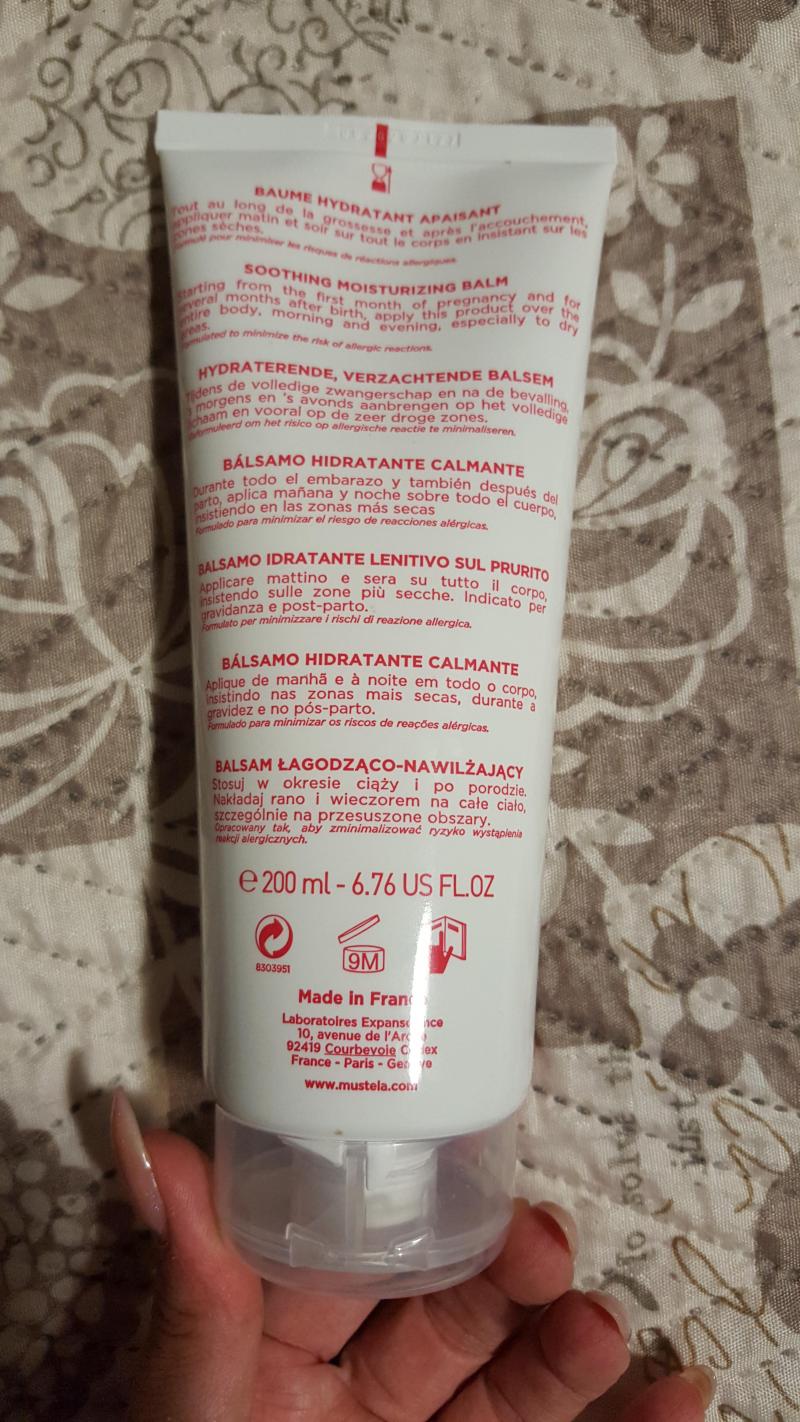 BAUME HYDRATANT APAISANT
Tout au long de la grossesse et après l'accouchement,
appliquer matin et soir sur tout le corps en insistant sur les
zones sèches.
Formulé pour minimiser les risques de réactions allergiques.
SOOTHING MOISTURIZING BALM
Starting from the first month of pregnancy and for
several months after birth, apply this product over the
entire body, morning and evening, especially to dry
areas.
Formulated to minimize the risk of allergic reactions.
HYDRATERENDE, VERZACHTENDE BALSEM
Tijdens de volledige zwangerschap en na de bevalling,
's morgens en 's avonds aanbrengen op het volledige
lichaam en vooral op de zeer droge zones.
Geformuleerd om het risico op allergische reactie te minimaliseren.
BÁLSAMO HIDRATANTE CALMANTE
Durante todo el embarazo y también después del
parto, aplica mañana y noche sobre todo el cuerpo,
insistiendo en las zonas más secas
Formulado para minimizar el riesgo de reacciones alérgicas.
BALSAMO IDRATANTE LENITIVO SUL PRURITO
Applicare mattino e sera su tutto il corpo,
insistendo sulle zone più secche. Indicato per
gravidanza e post-parto.
Formulato per minimizzare i rischi di reazione allergica.
BÁLSAMO HIDRATANTE CALMANTE
Aplique de manhã e à noite em todo o corpo,
insistindo nas zonas mais secas, durante a
gravidez e no pós-parto.
Formulado para minimizar os riscos de reações alérgicas.
BALSAM ŁAGODZĄCO-NAWILŻAJĄCY
Stosuj w okresie ciąży i po porodzie.
Nakładaj rano i wieczorem na całe ciało,
szczególnie na przesuszone obszary.
Opracowany tak, aby zminimalizować ryzyko wystąpienia
reakcji alergicznych.
e 200 ml - 6.76 US FL.OZ
8303951
9M
Made in France
Laboratoires Expanscience
10, avenue de l'Arche
92419 Courbevoie Cedex
France - Paris - Genève
www.mustela.com
To solve th
just